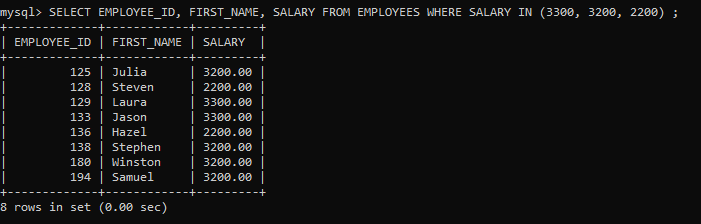 mysql> SELECT EMPLOYEE_ID, FIRST_NAME, SALARY FROM EMPLOYEES WHERE SALARY IN (3300, 3200, 2200) ;
+-------------+------------+---------+
| EMPLOYEE_ID | FIRST_NAME | SALARY  |
+-------------+------------+---------+
|         125 | Julia      | 3200.00 |
|         128 | Steven     | 2200.00 |
|         129 | Laura      | 3300.00 |
|         133 | Jason      | 3300.00 |
|         136 | Hazel      | 2200.00 |
|         138 | Stephen    | 3200.00 |
|         180 | Winston    | 3200.00 |
|         194 | Samuel     | 3200.00 |
+-------------+------------+---------+
8 rows in set (0.00 sec)